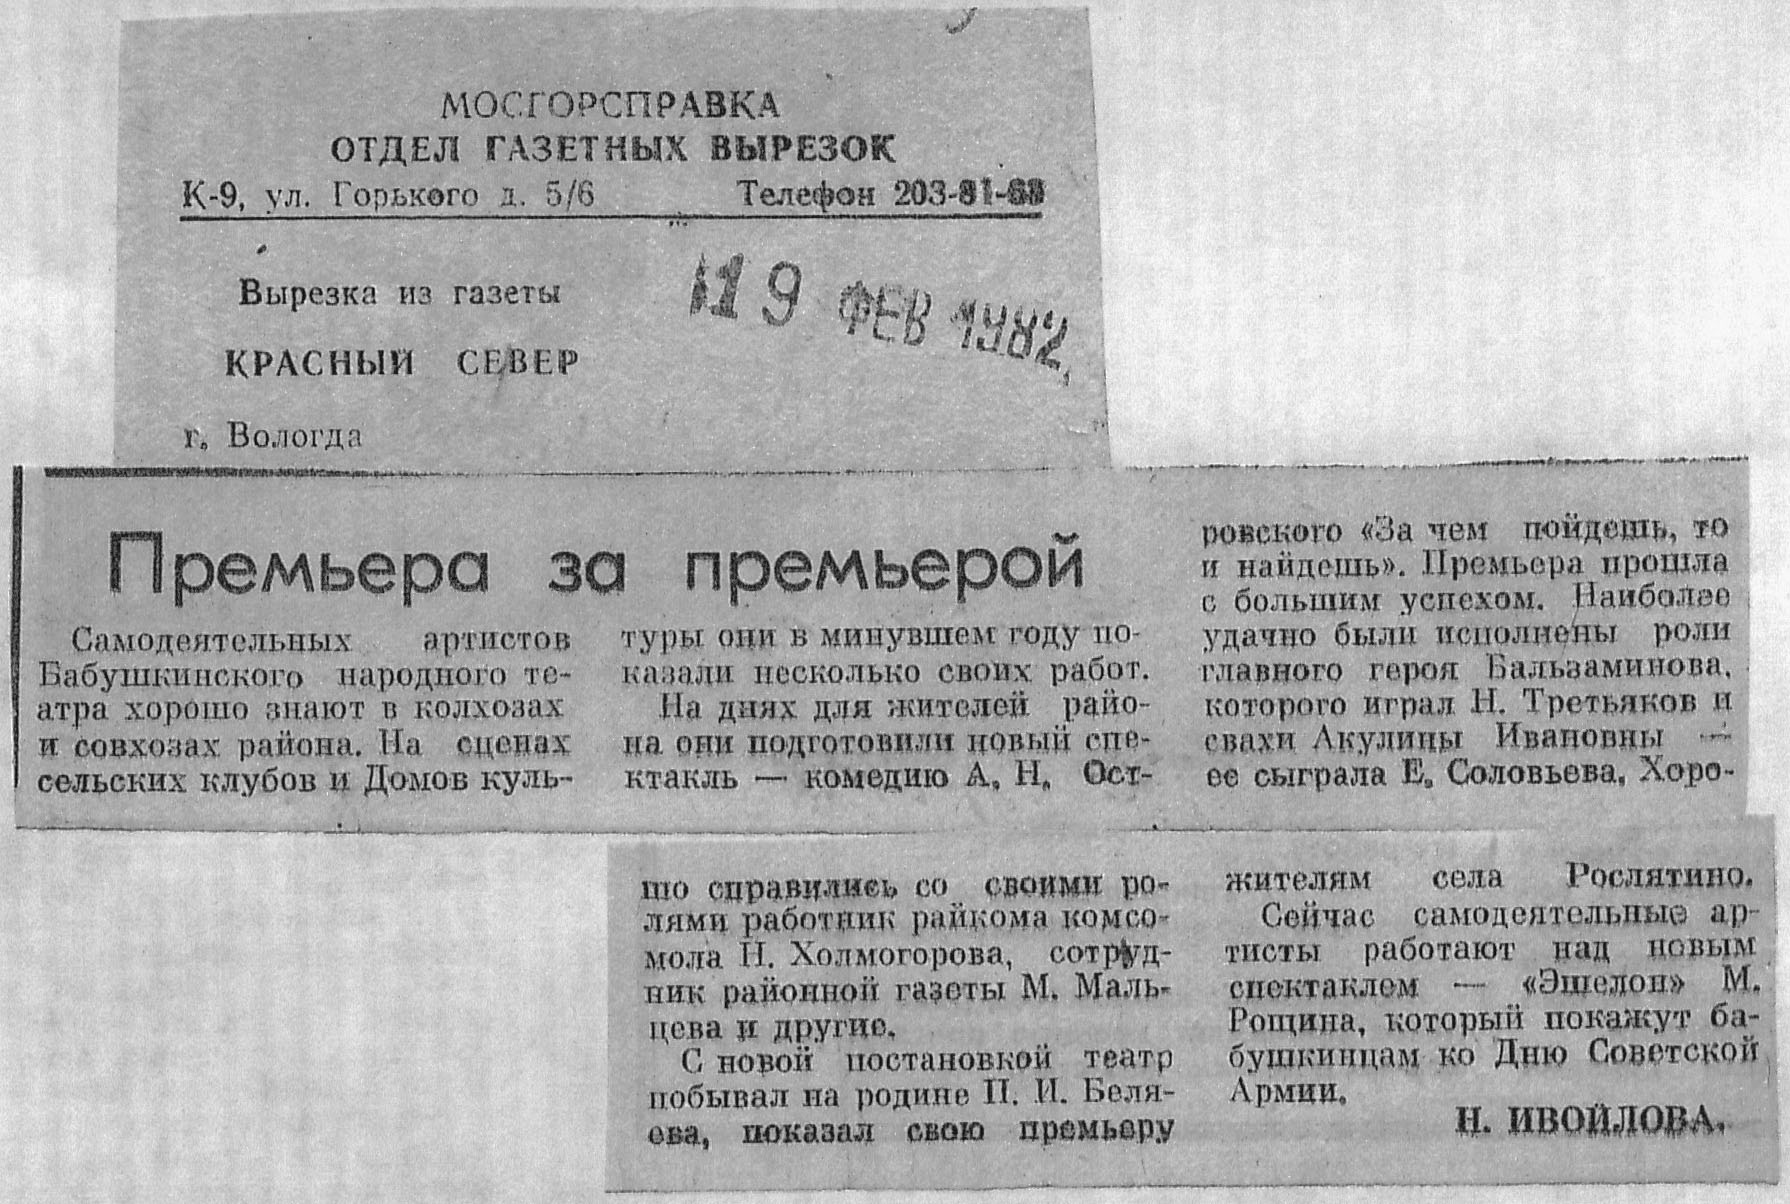 МОСГОРСПРАВКА
ОТДЕЛ ГАЗЕТНЫХ ВЫРЕЗОК
К-9, ул. Горького д. 5/6 Телефон 203-81-63
Вырезка из газеты
КРАСНЫЙ СЕВЕР
г. Вологда
19 ФЕВ 1982
Премьера за премьерой
Самодеятельных артистов
Бабушкинского народного те-
атра хорошо знают в колхозах
и совхозах района. На сценах
сельских клубов и Домов куль-
туры они в минувшем году по-
казали несколько своих работ.
На днях для жителей райо-
на они подготовили новый спе-
ктакль — комедию А. Н. Ост-
ровского «За чем пойдешь, то
и найдешь». Премьера прошла
с большим успехом. Наиболее
удачно были исполнены роли
главного героя Бальзаминова,
которого играл Н. Третьяков и
свахи Акулицы Ивановны —
ее сыграла Е. Соловьева. Хоро-
шо справились со своими ро-
лями работник райкома комсо-
мола Н. Холмогорова, сотруд-
ник районной газеты М. Маль-
цева и другие.
С новой постановкой театр
побывал на родине П. И. Беля-
ева, показал свою премьеру
жителям села Рослятино.
Сейчас самодеятельные ар-
тисты работают над новым
спектаклем — «Эшелон» М.
Рощина, который покажут ба-
бушкинцам ко Дню Советской
Армии.
Н. ИВОЙЛОВА.